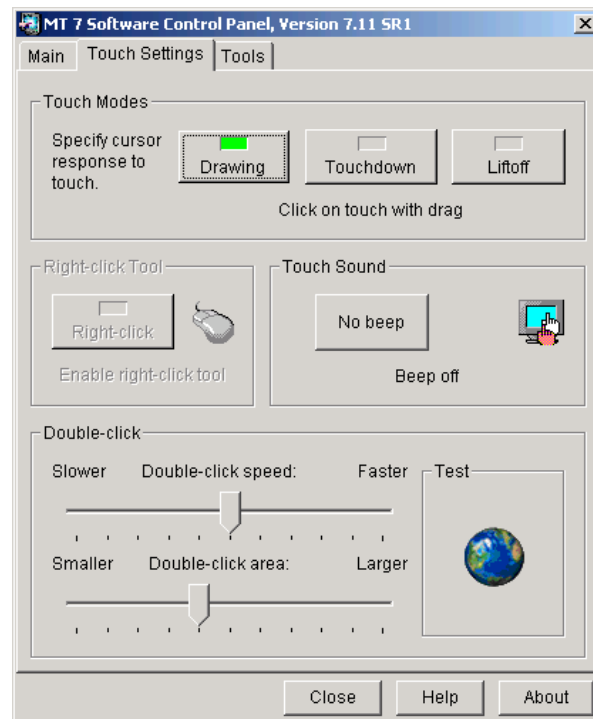 MT 7 Software Control Panel, Version 7.11 SR1
Main Touch Settings Tools
Touch Modes
Specify cursor
response to
touch.
Drawing Touchdown Liftoff
Click on touch with drag
Right-click Tool
Right-click
Enable right-click tool
Touch Sound
No beep
Beep off
Double-click
Slower Double-click speed: Faster
Smaller Double-click area: Larger
Test
Close Help About